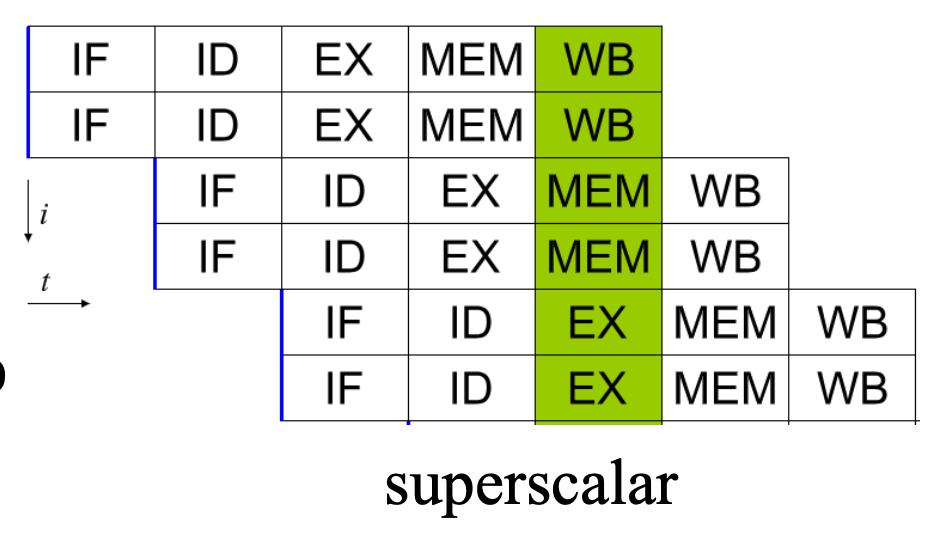 IF ID EX MEM WB
IF ID EX MEM WB
IF ID EX MEM WB
i
IF ID EX MEM WB
t
IF ID EX MEM WB
IF ID EX MEM WB
superscalar